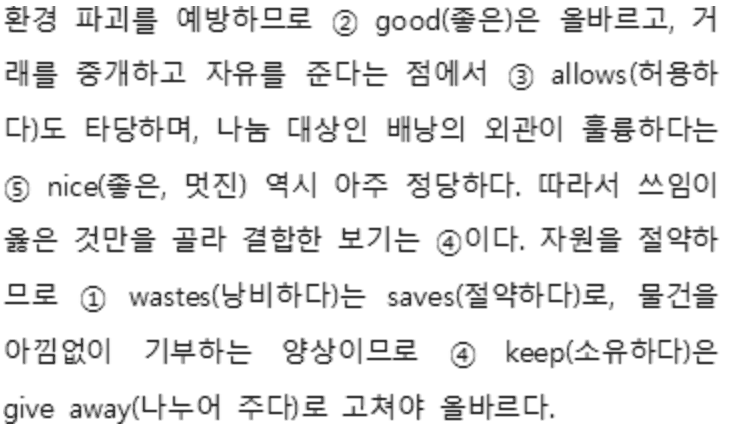 환경 파괴를 예방하므로 ② good(좋은)은 올바르고, 거
래를 중개하고 자유를 준다는 점에서 ③ allows(허용하
다)도 타당하며, 나눔 대상인 배낭의 외관이 훌륭하다는
⑤ nice(좋은, 멋진) 역시 아주 정당하다. 따라서 쓰임이
옳은 것만을 골라 결합한 보기는 ④이다. 자원을 절약하
므로 ① wastes(낭비하다)는 saves(절약하다)로, 물건을
아낌없이 기부하는 양상이므로 ④ keep(소유하다)은
give away(나누어 주다)로 고쳐야 올바르다.